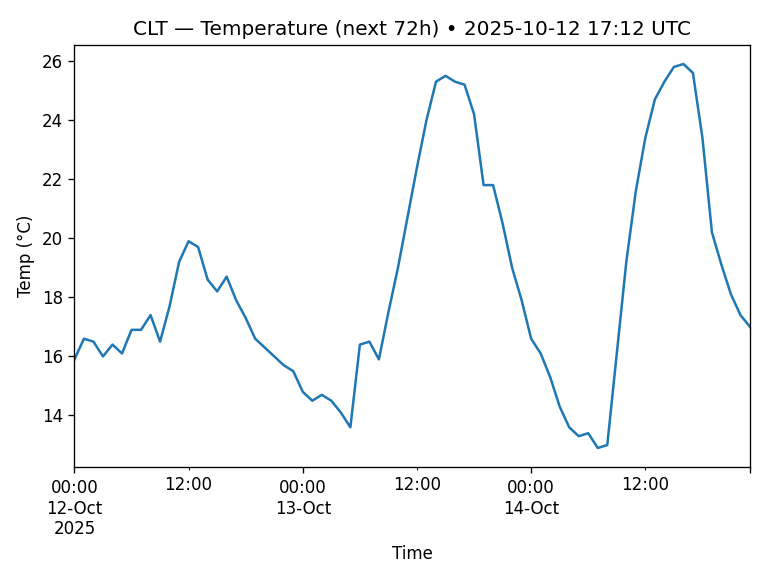 CLT — Temperature (next 72h) • 2025-10-12 17:12 UTC
26
24
22
20
18
16
14
Temp (°C)
00:00 12:00 00:00 12:00 00:00 12:00
12-Oct 13-Oct 14-Oct
2025
Time